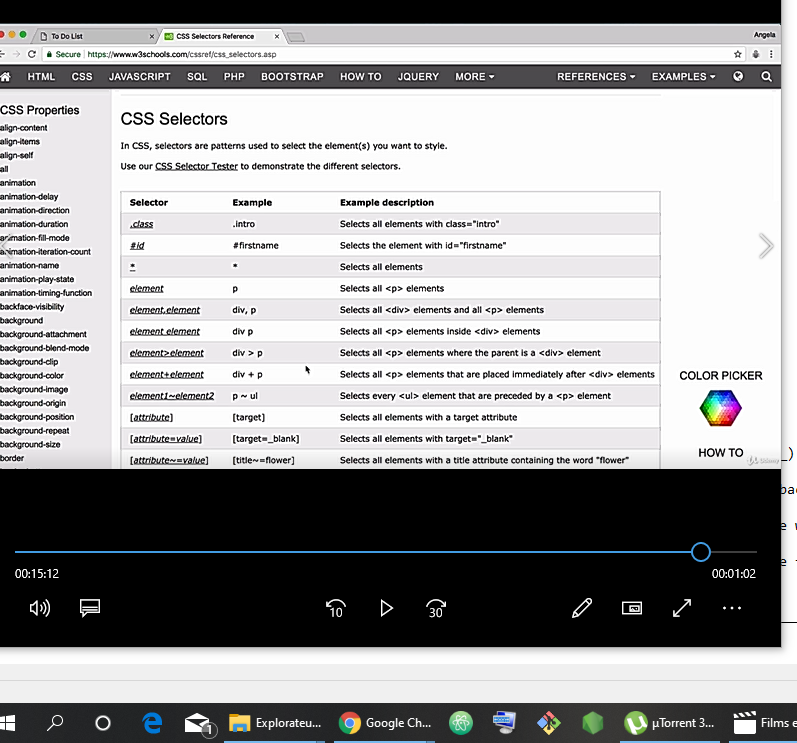 To Do List
CSS Selectors Reference
Angela
Secure https://www.w3schools.com/cssref/css_selectors.asp
HTML CSS JAVASCRIPT SQL PHP BOOTSTRAP HOW TO JQUERY MORE REFERENCES EXAMPLES
CSS Properties
align-content
align-items
align-self
all
animation
animation-delay
animation-direction
animation-duration
animation-fill-mode
animation-iteration-count
animation-name
animation-play-state
animation-timing-function
backface-visibility
background
background-attachment
background-blend-mode
background-clip
background-color
background-image
background-origin
background-position
background-repeat
background-size
border
CSS Selectors
In CSS, selectors are patterns used to select the element(s) you want to style.
Use our CSS Selector Tester to demonstrate the different selectors.
Selector Example Example description
.class .intro Selects all elements with class="intro"
#id #firstname Selects the element with id="firstname"
* * Selects all elements
element p Selects all <p> elements
element,element div, p Selects all <div> elements and all <p> elements
element element div p Selects all <p> elements inside <div> elements
element>element div > p Selects all <p> elements where the parent is a <div> element
element+element div + p Selects all <p> elements that are placed immediately after <div> elements
element1~element2 p ~ ul Selects every <ul> element that are preceded by a <p> element
[attribute] [target] Selects all elements with a target attribute
[attribute=value] [target=_blank] Selects all elements with target="_blank"
[attribute~=value] [title~=flower] Selects all elements with a title attribute containing the word "flower"
COLOR PICKER
HOW TO
Udemy
_)
bac
e w
e
00:15:12
00:01:02
10
30
1
Explorateu...
Google Ch...
µTorrent 3...
Films e